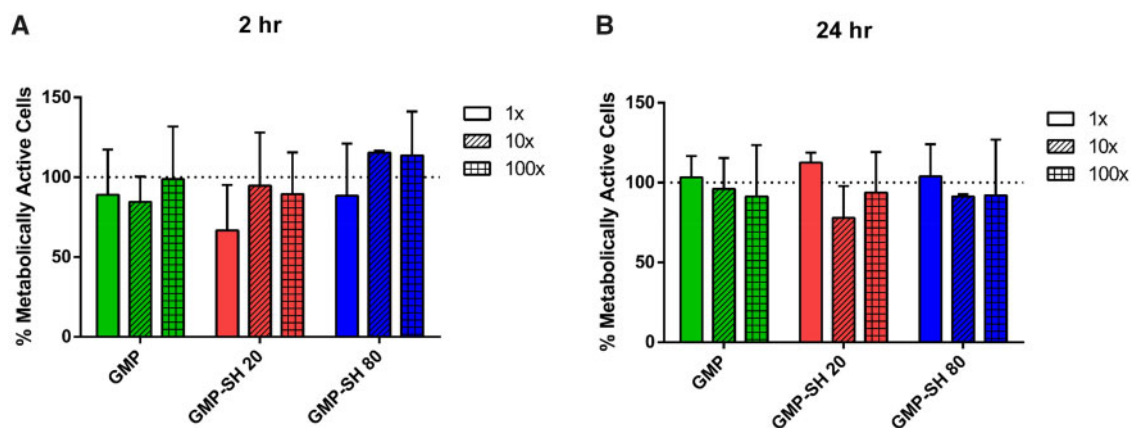 A
2 hr
% Metabolically Active Cells
150
100
50
0
GMP
GMP-SH 20
GMP-SH 80
1x
10x
100x
B
24 hr
% Metabolically Active Cells
150
100
50
0
GMP
GMP-SH 20
GMP-SH 80
1x
10x
100x